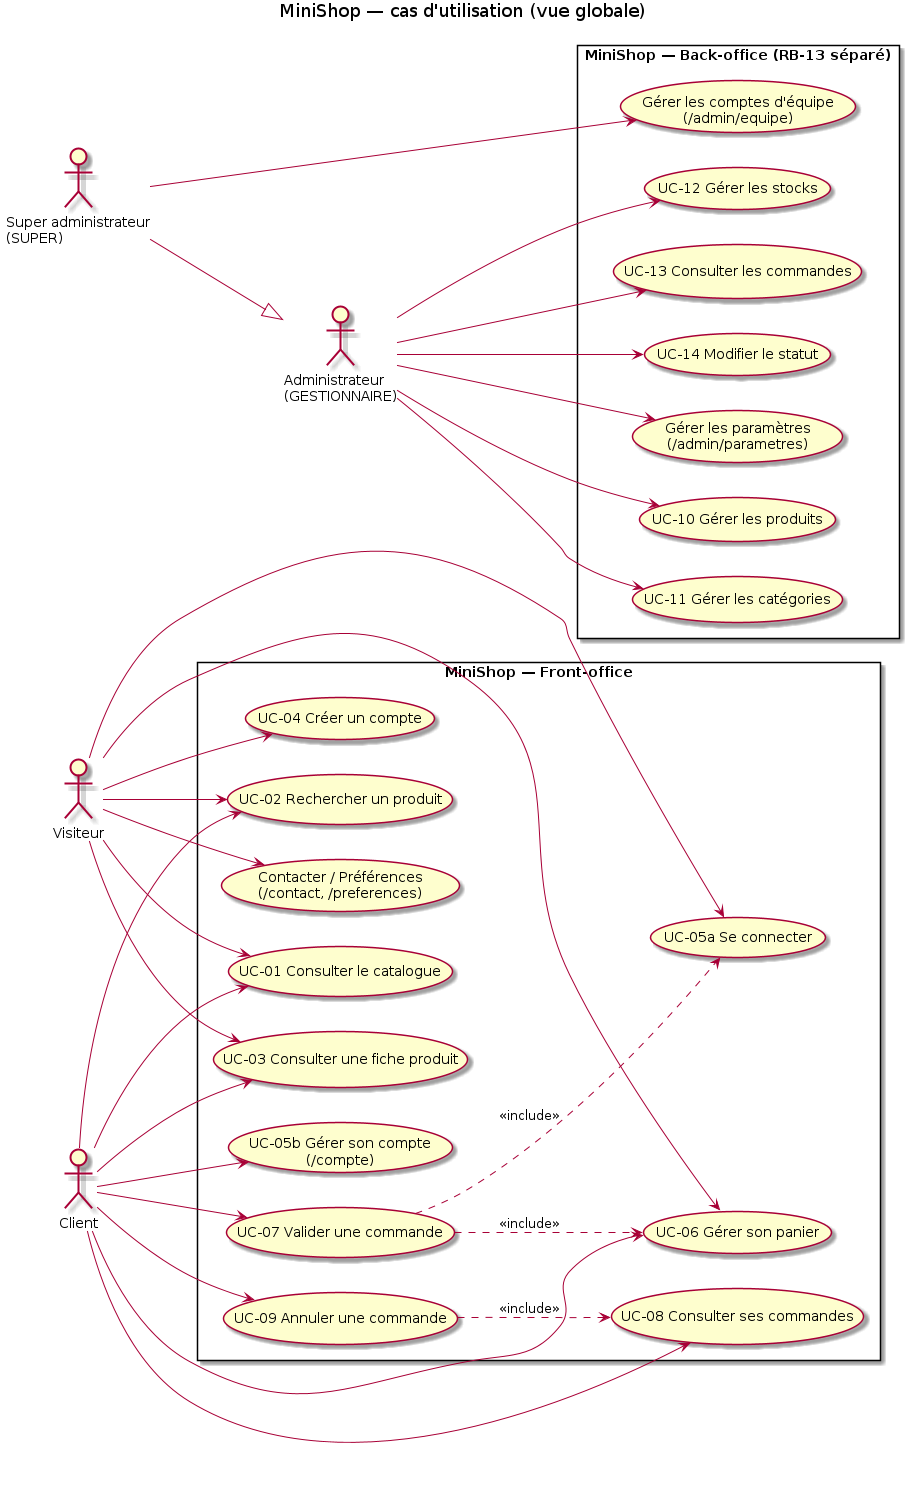 MiniShop — cas d'utilisation (vue globale)
MiniShop — Back-office (RB-13 séparé)
Gérer les comptes d'équipe
(/admin/equipe)
UC-12 Gérer les stocks
Super administrateur
(SUPER)
UC-13 Consulter les commandes
UC-14 Modifier le statut
Administrateur
(GESTIONNAIRE)
Gérer les paramètres
(/admin/parametres)
UC-10 Gérer les produits
UC-11 Gérer les catégories
MiniShop — Front-office
UC-04 Créer un compte
UC-02 Rechercher un produit
Visiteur
Contacter / Préférences
(/contact, /preferences)
UC-05a Se connecter
UC-01 Consulter le catalogue
UC-03 Consulter une fiche produit
«include»
UC-05b Gérer son compte
(/compte)
Client
«include»
UC-07 Valider une commande
UC-06 Gérer son panier
«include»
UC-09 Annuler une commande
UC-08 Consulter ses commandes